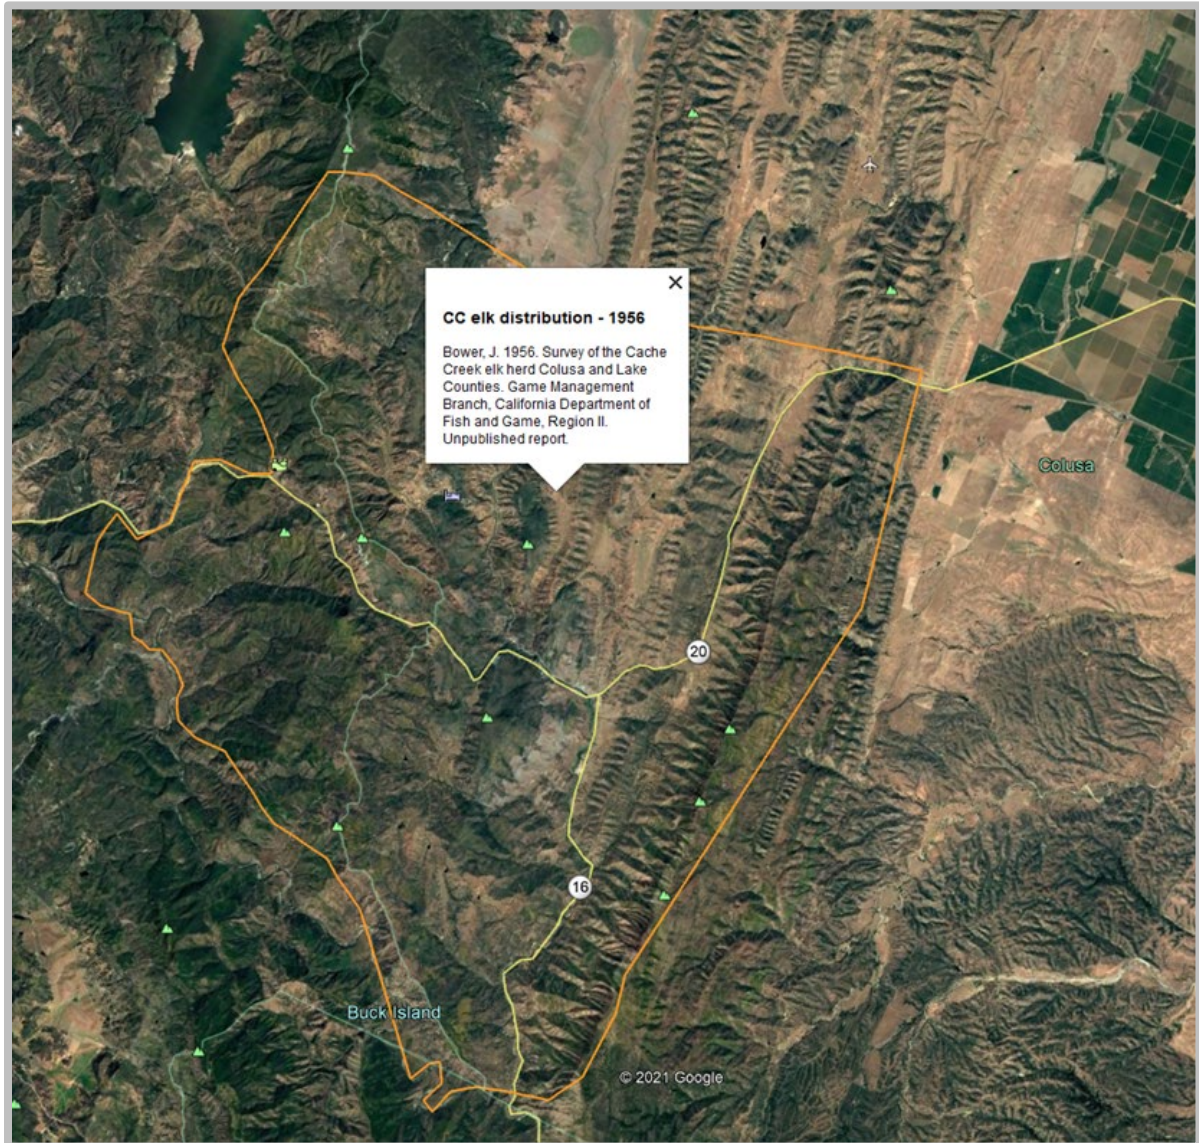 CC elk distribution - 1956
Bower, J. 1956. Survey of the Cache
Creek elk herd Colusa and Lake
Counties. Game Management
Branch, California Department of
Fish and Game, Region II.
Unpublished report.
Colusa
20
16
Buck Island
© 2021 Google